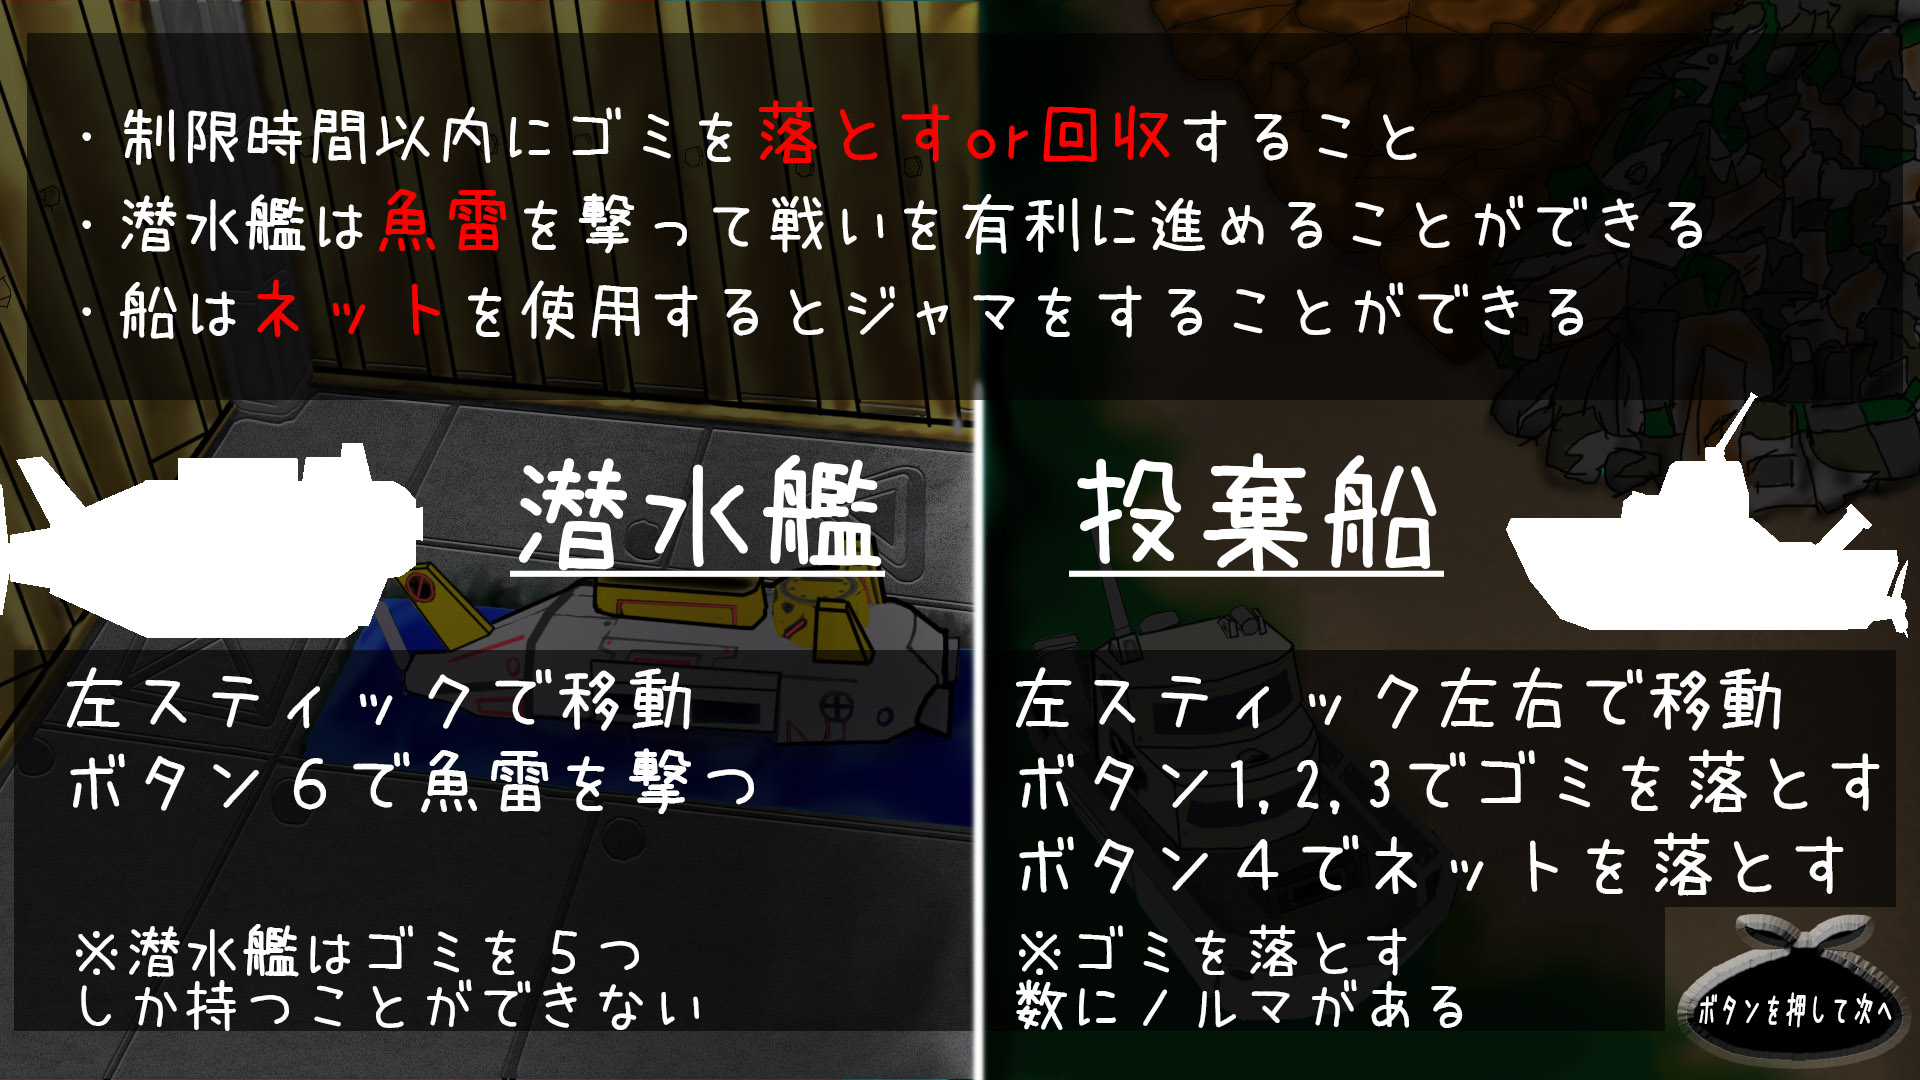 ・制限時間以内にゴミを落とすor回収すること
・潜水艦は魚雷を撃って戦いを有利に進めることができる
・船はネットを使用するとジャマをすることができる
潜水艦
左スティックで移動
ボタン6で魚雷を撃つ
※潜水艦はゴミを5つ
しか持つことができない
投棄船
左スティック左右で移動
ボタン1,2,3でゴミを落とす
ボタン4でネットを落とす
※ゴミを落とす
数にノルマがある
ボタンを押して次へ